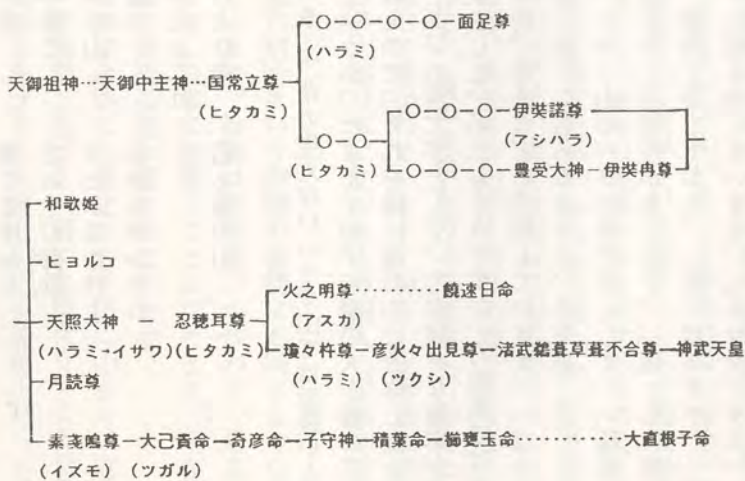 ○－○－○－○－面足尊
(ハラミ)
天御祖神…天御中主神…国常立尊
(ヒタカミ)
○－○－○－伊奘諾尊
○－○
(アシハラ)
(ヒタカミ)
○－○－○－豊受大神－伊奘冉尊
和歌姫
ヒヨルコ
火之明尊‥‥‥‥‥饒速日命
天照大神 － 忍穂耳尊
(アスカ)
(ハラミ→イサワ)(ヒタカミ)
瓊々杵尊－彦火々出見尊－渚武鵜葺草葺不合尊－神武天皇
月読尊
(ハラミ) (ツクシ)
素戔嗚尊－大己貴命－奇彦命－子守神－積葉命－櫛甕玉命‥‥‥‥‥大直根子命
(イズモ) (ツガル)